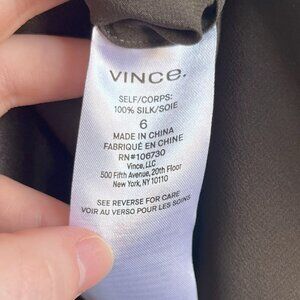 VINCE.
SELF/CORPS:
100% SILK/SOIE
6
MADE IN CHINA
FABRIQUÉ EN CHINE
RN#106730
Vince, LLC
500 Fifth Avenue, 20th Floor
New York, NY 10110
SEE REVERSE FOR CARE
VOIR AU VERSO POUR LES SOINS